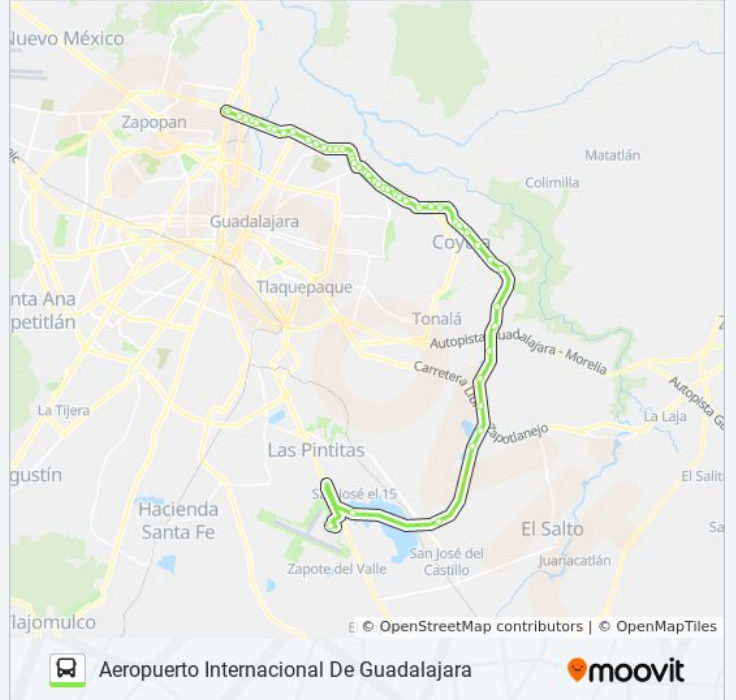 Nuevo México
Zapopan
Matatlán
Colimilla
Guadalajara
Coyula
Tlaquepaque
nta Ana
petitlán
Tonalá
Autopista Guadalajara - Morelia
Carretera Libre
Zapotlanejo
Autopista Gu
La Tijera
La Laja
Las Pintitas
gustín
El Salit
San José el 15
Hacienda
Santa Fe
El Salto
San José del
Castillo
Juanacatlán
Zapote del Valle
Tlajomulco
© OpenStreetMap contributors | © OpenMapTiles
Aeropuerto Internacional De Guadalajara
moovit